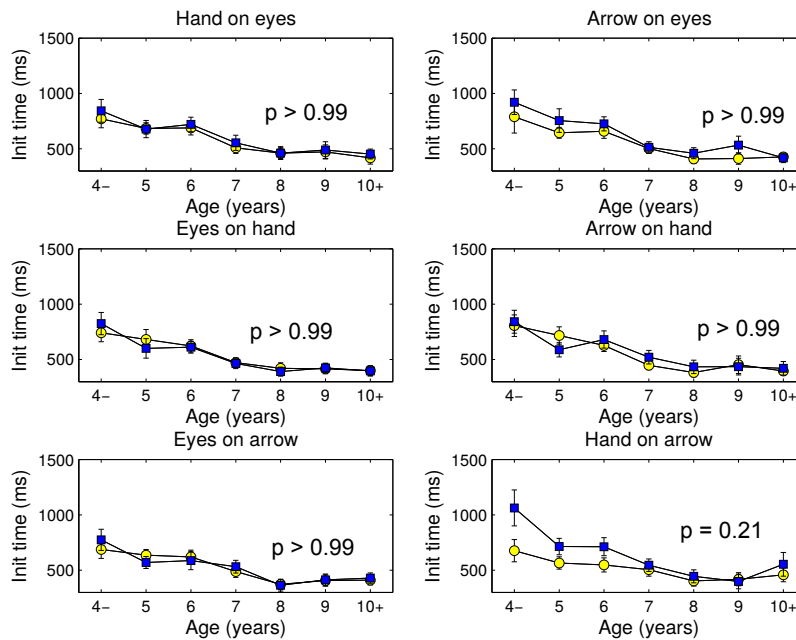 Hand on eyes
1500
1000
500
Init time (ms)
p > 0.99
4− 5 6 7 8 9 10+
Age (years)
Arrow on eyes
1500
1000
500
Init time (ms)
p > 0.99
4− 5 6 7 8 9 10+
Age (years)
Eyes on hand
1500
1000
500
Init time (ms)
p > 0.99
4− 5 6 7 8 9 10+
Age (years)
Arrow on hand
1500
1000
500
Init time (ms)
p > 0.99
4− 5 6 7 8 9 10+
Age (years)
Eyes on arrow
1500
1000
500
Init time (ms)
p > 0.99
4− 5 6 7 8 9 10+
Age (years)
Hand on arrow
1500
1000
500
Init time (ms)
p = 0.21
4− 5 6 7 8 9 10+
Age (years)